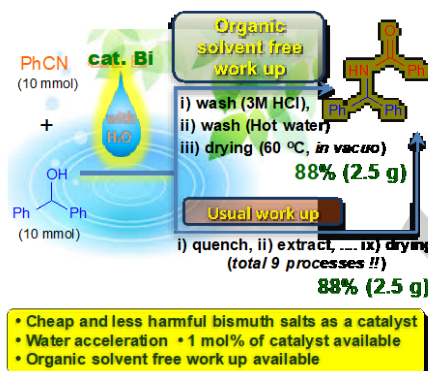 Organic
solvent free
work up
PhCN
(10 mmol)
cat. Bi
with
H₂O
+
OH
Ph Ph
(10 mmol)
O
HN Ph
Ph Ph
i) wash (3M HCl),
ii) wash (Hot water)
iii) drying (60 ºC, in vacuo)
88% (2.5 g)
Usual work up
i) quench, ii) extract, .... ix) drying
(total 9 processes !!)
88% (2.5 g)
• Cheap and less harmful bismuth salts as a catalyst
• Water acceleration • 1 mol% of catalyst available
• Organic solvent free work up available